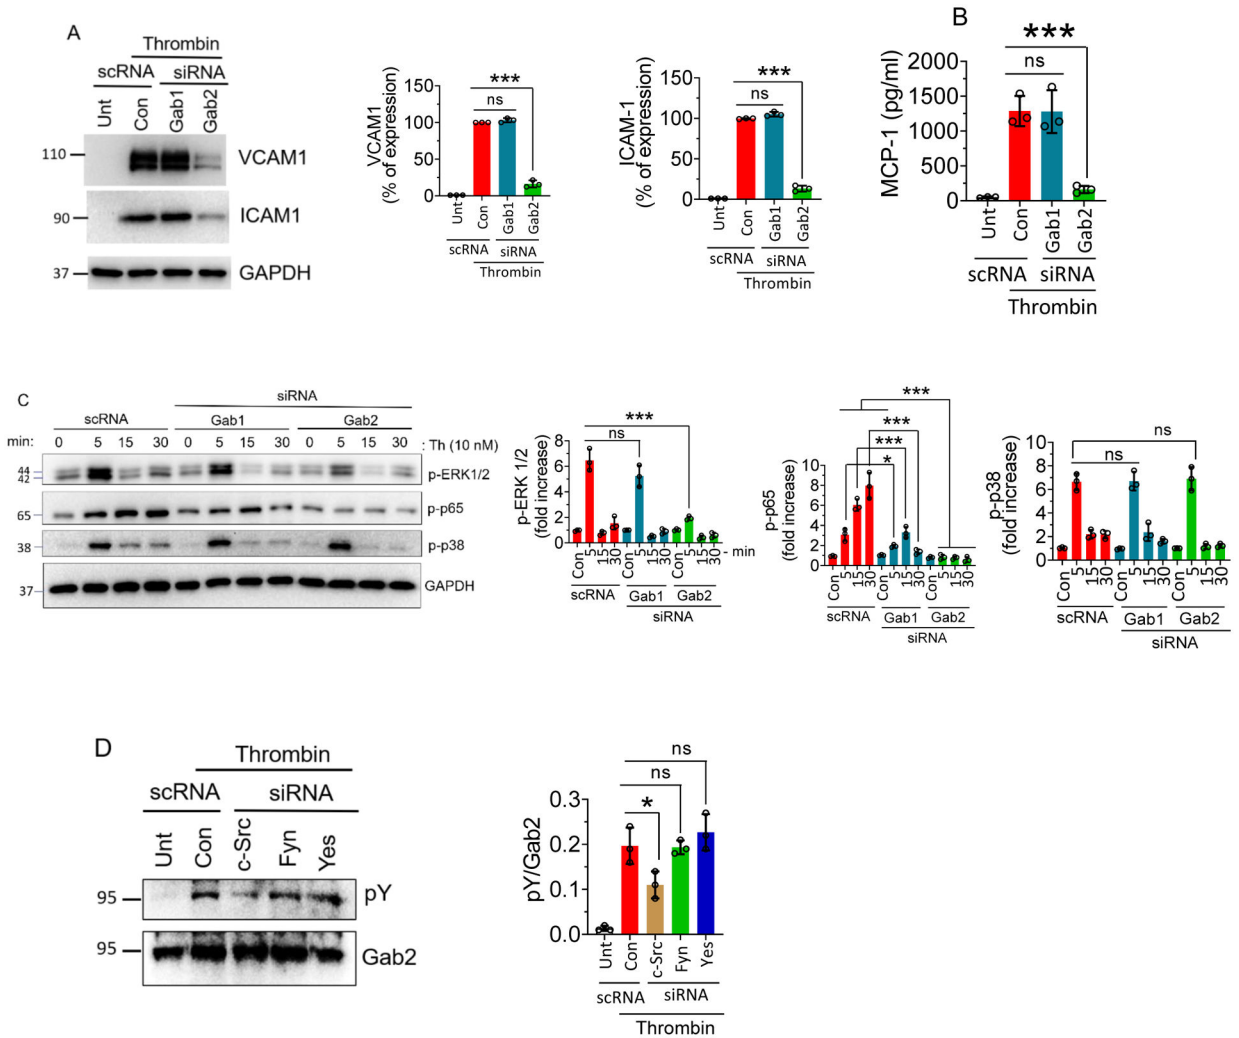 A
Thrombin
scRNA siRNA
Unt Con Gab1 Gab2
110 VCAM1
90 ICAM1
37 GAPDH
VCAM1
(% of expression)
150
100
50
0
ns
***
Unt Con Gab1 Gab2
scRNA siRNA
Thrombin
ICAM-1
(% of expression)
150
100
50
0
ns
***
Unt Con Gab1 Gab2
scRNA siRNA
Thrombin
B
MCP-1 (pg/ml)
2000
1500
1000
500
0
ns
***
Unt Con Gab1 Gab2
scRNA siRNA
Thrombin
C
siRNA
scRNA Gab1 Gab2
min: 0 5 15 30 0 5 15 30 0 5 15 30 : Th (10 nM)
44
42
p-ERK1/2
65 p-p65
38 p-p38
37 GAPDH
p-ERK 1/2
(fold increase)
8
6
4
2
0
ns
***
Con 5 15 30 Con 5 15 30 Con 5 15 30 - min
scRNA Gab1 Gab2
siRNA
p-p65
(fold increase)
10
8
6
4
2
0
***
***
***
*
Con 5 15 30 Con 5 15 30 Con 5 15 30
scRNA Gab1 Gab2
siRNA
p-p38
(fold increase)
10
8
6
4
2
0
ns
ns
Con 5 15 30 Con 5 15 30 Con 5 15 30
scRNA Gab1 Gab2
siRNA
D
Thrombin
scRNA siRNA
Unt Con c-Src Fyn Yes
95 pY
95 Gab2
pY/Gab2
0.3
0.2
0.1
0.0
ns
ns
*
Unt Con c-Src Fyn Yes
scRNA siRNA
Thrombin